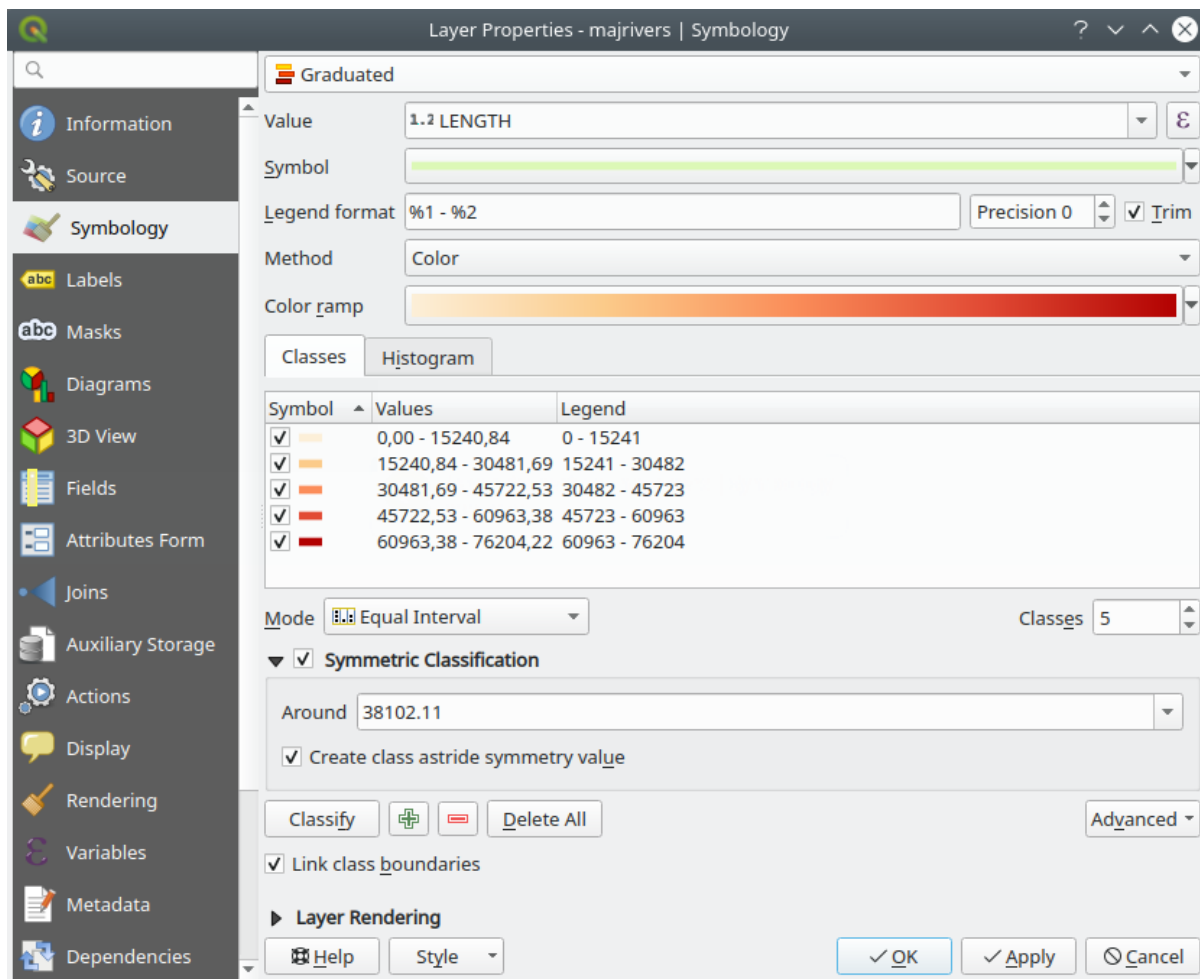 Layer Properties - majrivers | Symbology
Information
Source
Symbology
Labels
Masks
Diagrams
3D View
Fields
Attributes Form
Joins
Auxiliary Storage
Actions
Display
Rendering
Variables
Metadata
Dependencies
Graduated
Value 1.2 LENGTH ε
Symbol
Legend format %1 - %2 Precision 0 Trim
Method Color
Color ramp
Classes Histogram
Symbol Values Legend
0,00 - 15240,84 0 - 15241
15240,84 - 30481,69 15241 - 30482
30481,69 - 45722,53 30482 - 45723
45722,53 - 60963,38 45723 - 60963
60963,38 - 76204,22 60963 - 76204
Mode Equal Interval Classes 5
Symmetric Classification
Around 38102.11
Create class astride symmetry value
Classify Delete All Advanced
Link class boundaries
Layer Rendering
Help Style OK Apply Cancel